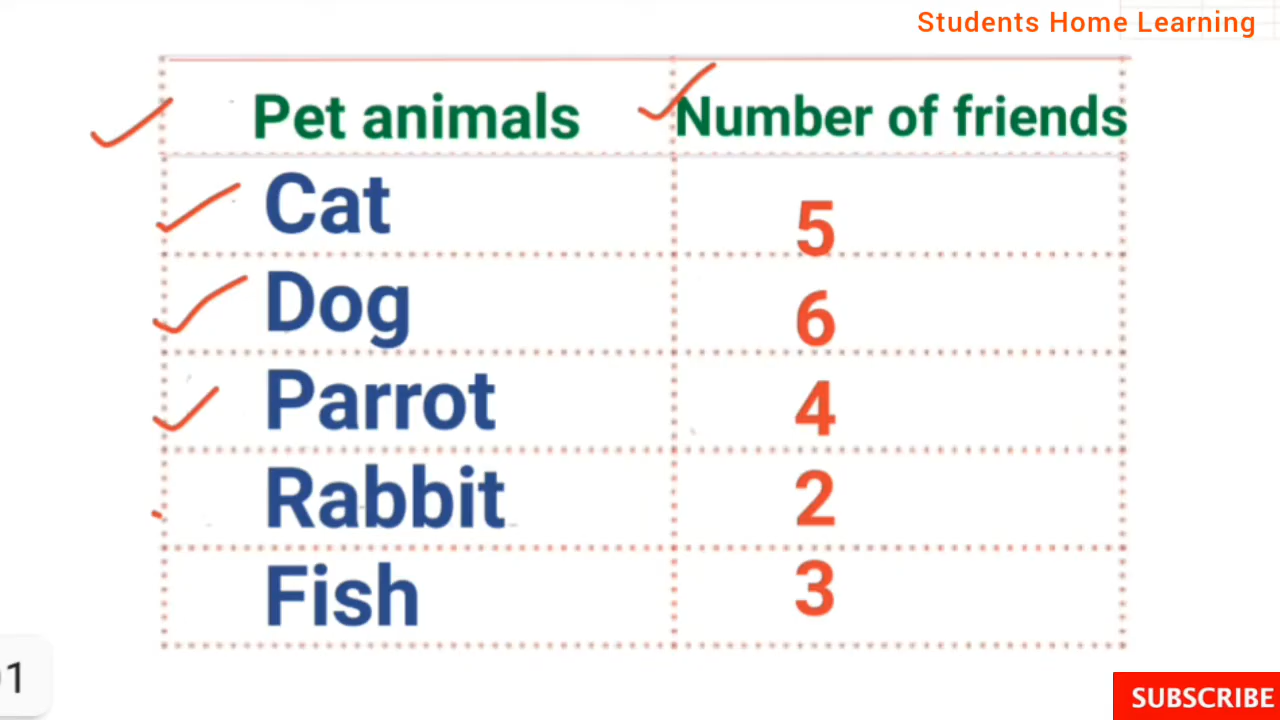 Students Home Learning
Pet animals Number of friends
Cat 5
Dog 6
Parrot 4
Rabbit 2
Fish 3
1
SUBSCRIBE